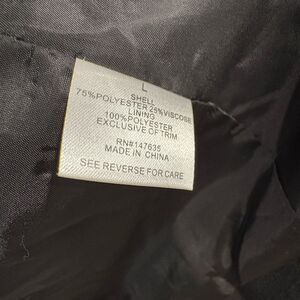 L
SHELL
75%POLYESTER 25%VISCOSE
LINING
100%POLYESTER
EXCLUSIVE OF TRIM
RN#147635
MADE IN CHINA
SEE REVERSE FOR CARE